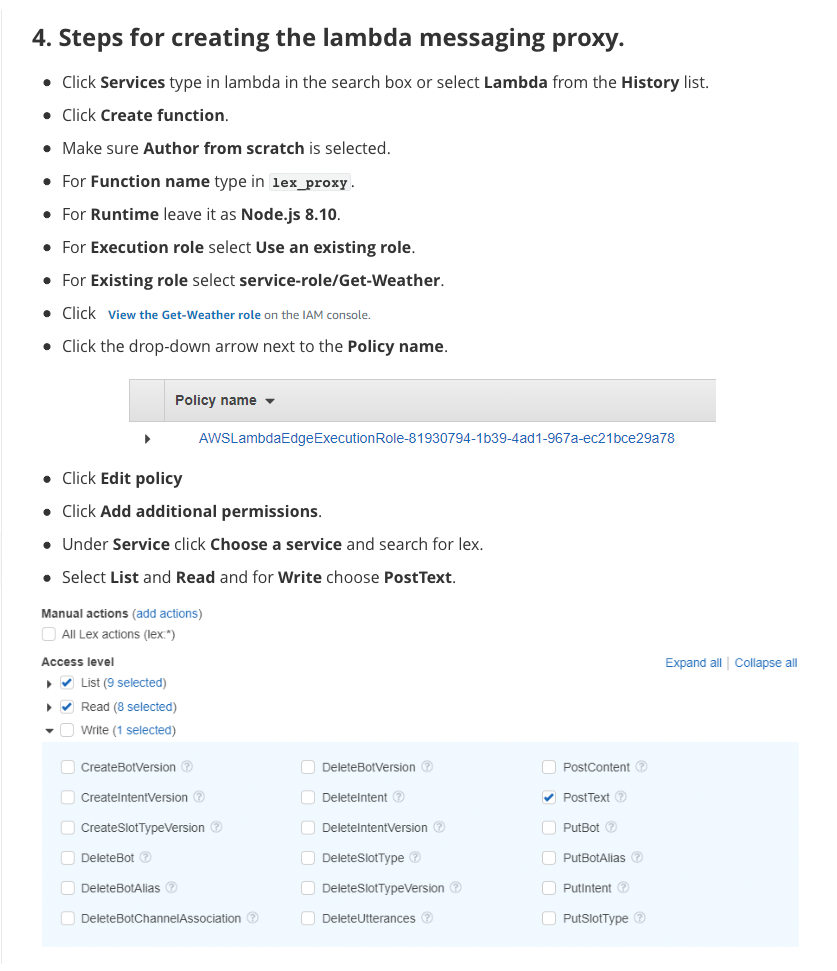 4. Steps for creating the lambda messaging proxy.
Click Services type in lambda in the search box or select Lambda from the History list.
Click Create function.
Make sure Author from scratch is selected.
For Function name type in lex_proxy.
For Runtime leave it as Node.js 8.10.
For Execution role select Use an existing role.
For Existing role select service-role/Get-Weather.
Click View the Get-Weather role on the IAM console.
Click the drop-down arrow next to the Policy name.
Policy name
AWSLambdaEdgeExecutionRole-81930794-1b39-4ad1-967a-ec21bce29a78
Click Edit policy
Click Add additional permissions.
Under Service click Choose a service and search for lex.
Select List and Read and for Write choose PostText.
Manual actions (add actions)
All Lex actions (lex:*)
Access level Expand all | Collapse all
List (9 selected)
Read (8 selected)
Write (1 selected)
CreateBotVersion DeleteBotVersion PostContent
CreateIntentVersion DeleteIntent PostText
CreateSlotTypeVersion DeleteIntentVersion PutBot
DeleteBot DeleteSlotType PutBotAlias
DeleteBotAlias DeleteSlotTypeVersion PutIntent
DeleteBotChannelAssociation DeleteUtterances PutSlotType